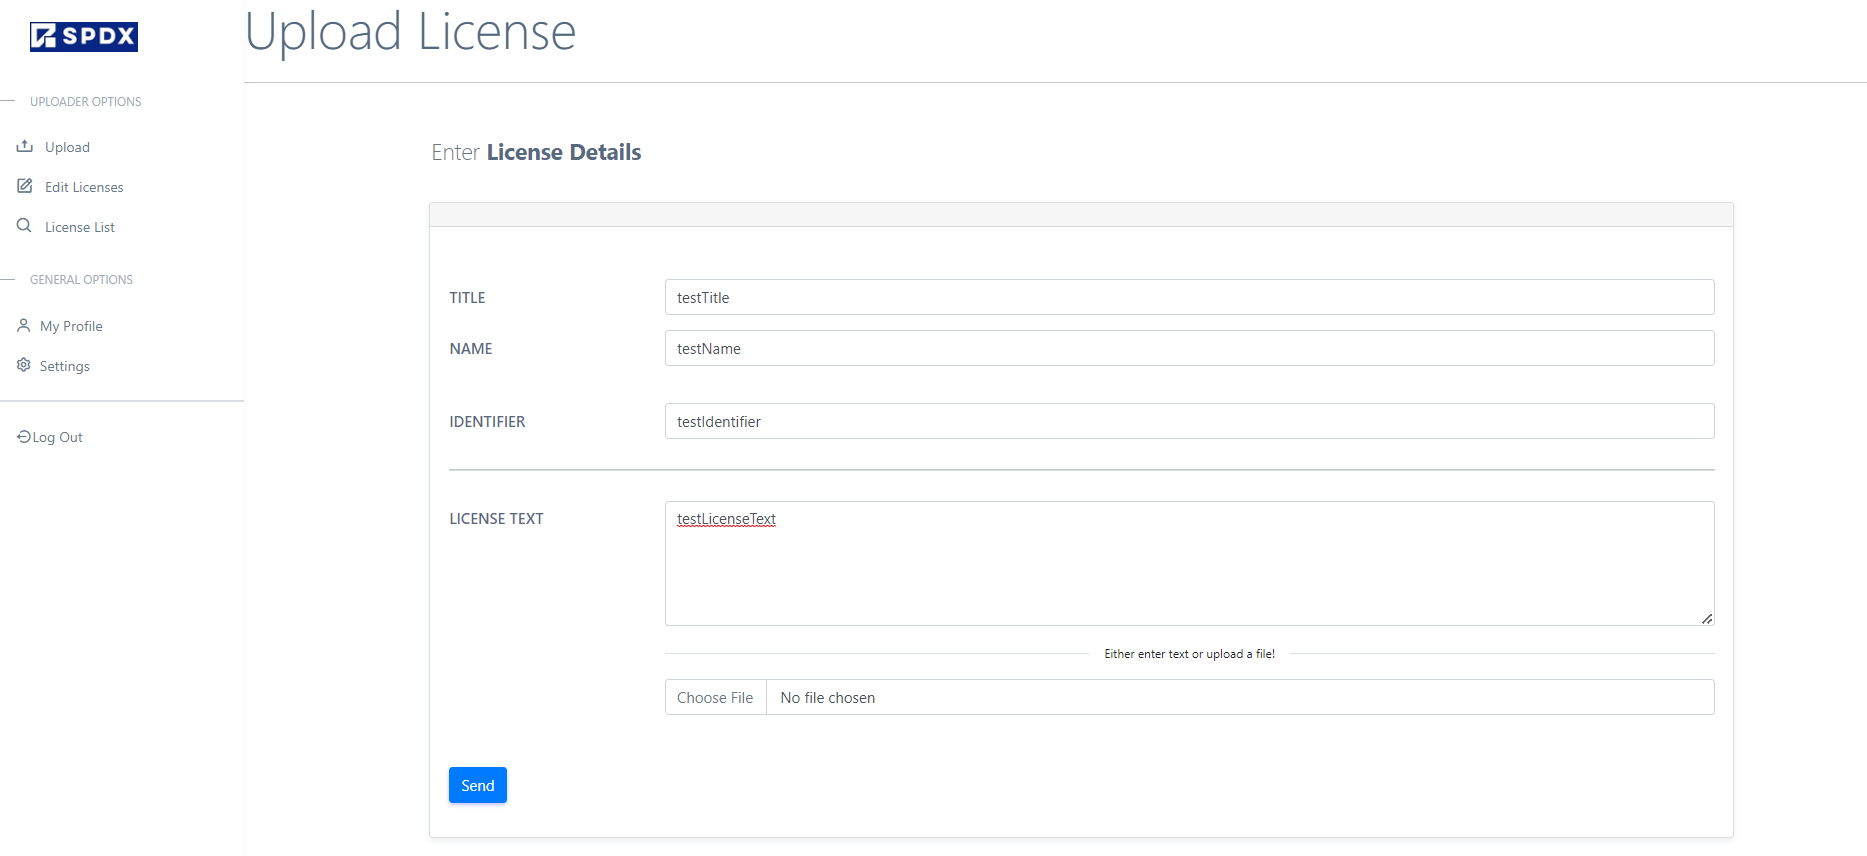 SPDX
Upload License
UPLOADER OPTIONS
Upload
Edit Licenses
License List
GENERAL OPTIONS
My Profile
Settings
Log Out
Enter License Details
TITLE testTitle
NAME testName
IDENTIFIER testIdentifier
LICENSE TEXT testLicenseText
Either enter text or upload a file!
Choose File No file chosen
Send